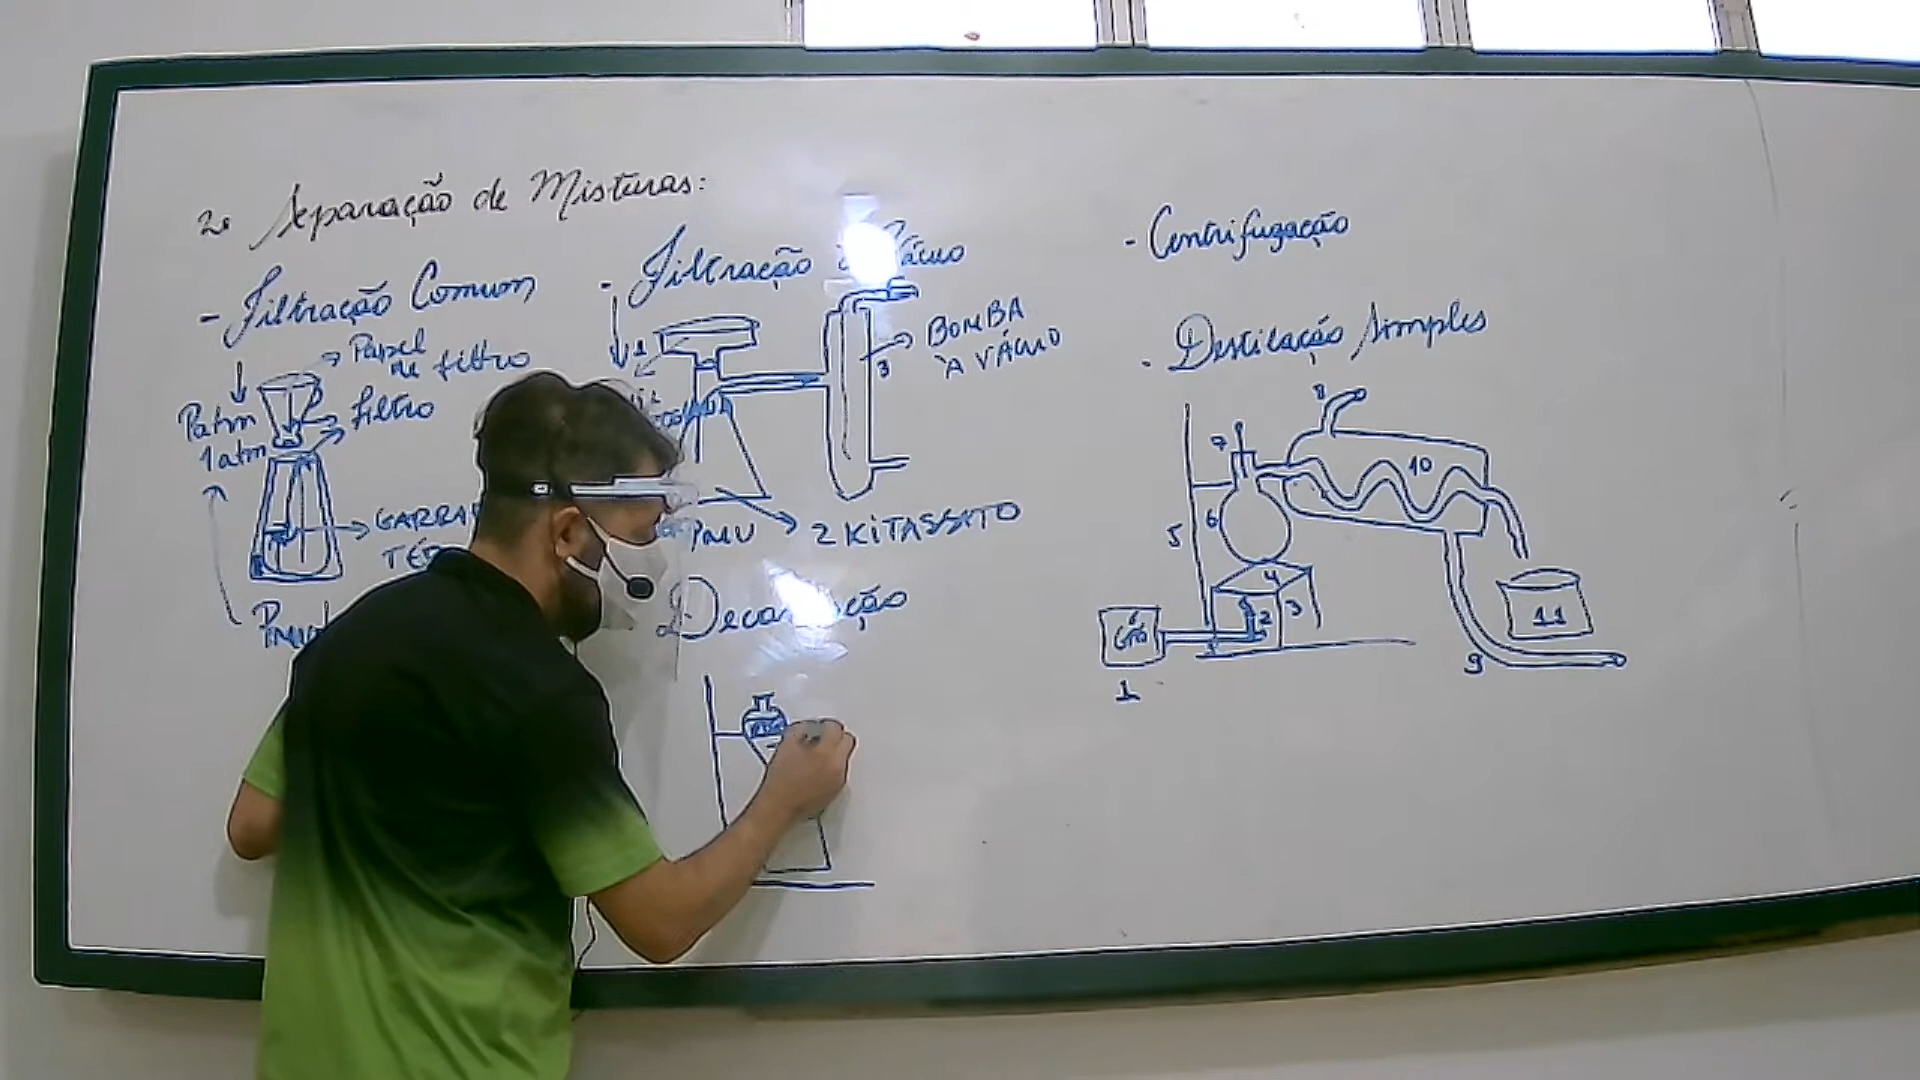 2. Separação de Misturas:
- Filtração Comum
Papel
de filtro
filtro
Patm
1atm
- Filtração Vácuo
1
3
BOMBA
À VÁCUO
2 KITASSATO
Decantação
- Centrifugação
- Destilação Simples
8
7
10
6
5
4
2
3
GÁS
1
11
9